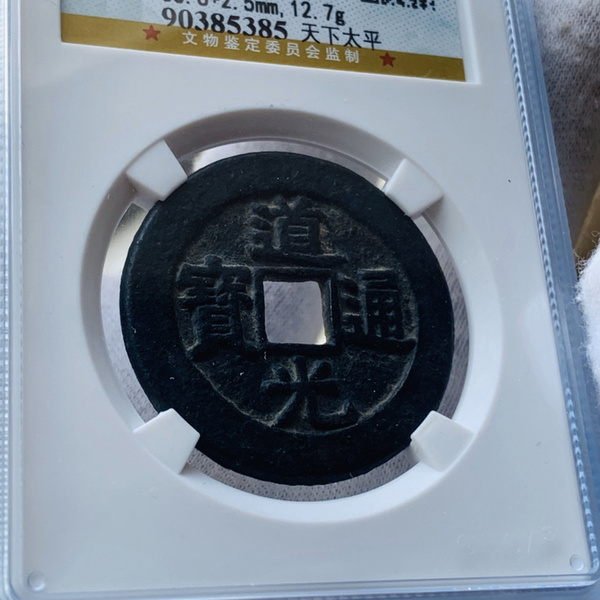 2.5mm, 12.7g
90385385 天下太平
文物鉴定委员会监制
道光通寶